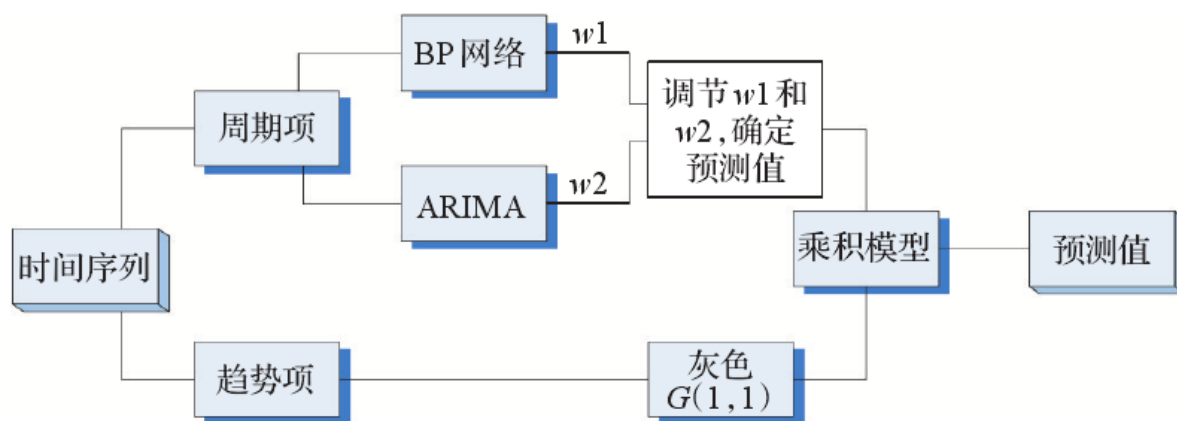 BP网络
w1
周期项
调节w1和
w2,确定
预测值
ARIMA
w2
时间序列
乘积模型
预测值
趋势项
灰色
G(1,1)